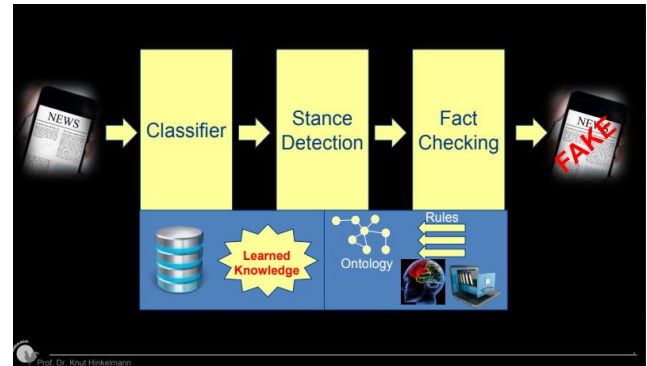 NEWS
Classifier
Stance
Detection
Fact
Checking
NEWS
FAKE
Learned
Knowledge
Ontology
Rules
Prof. Dr. Knut Hinkelmann